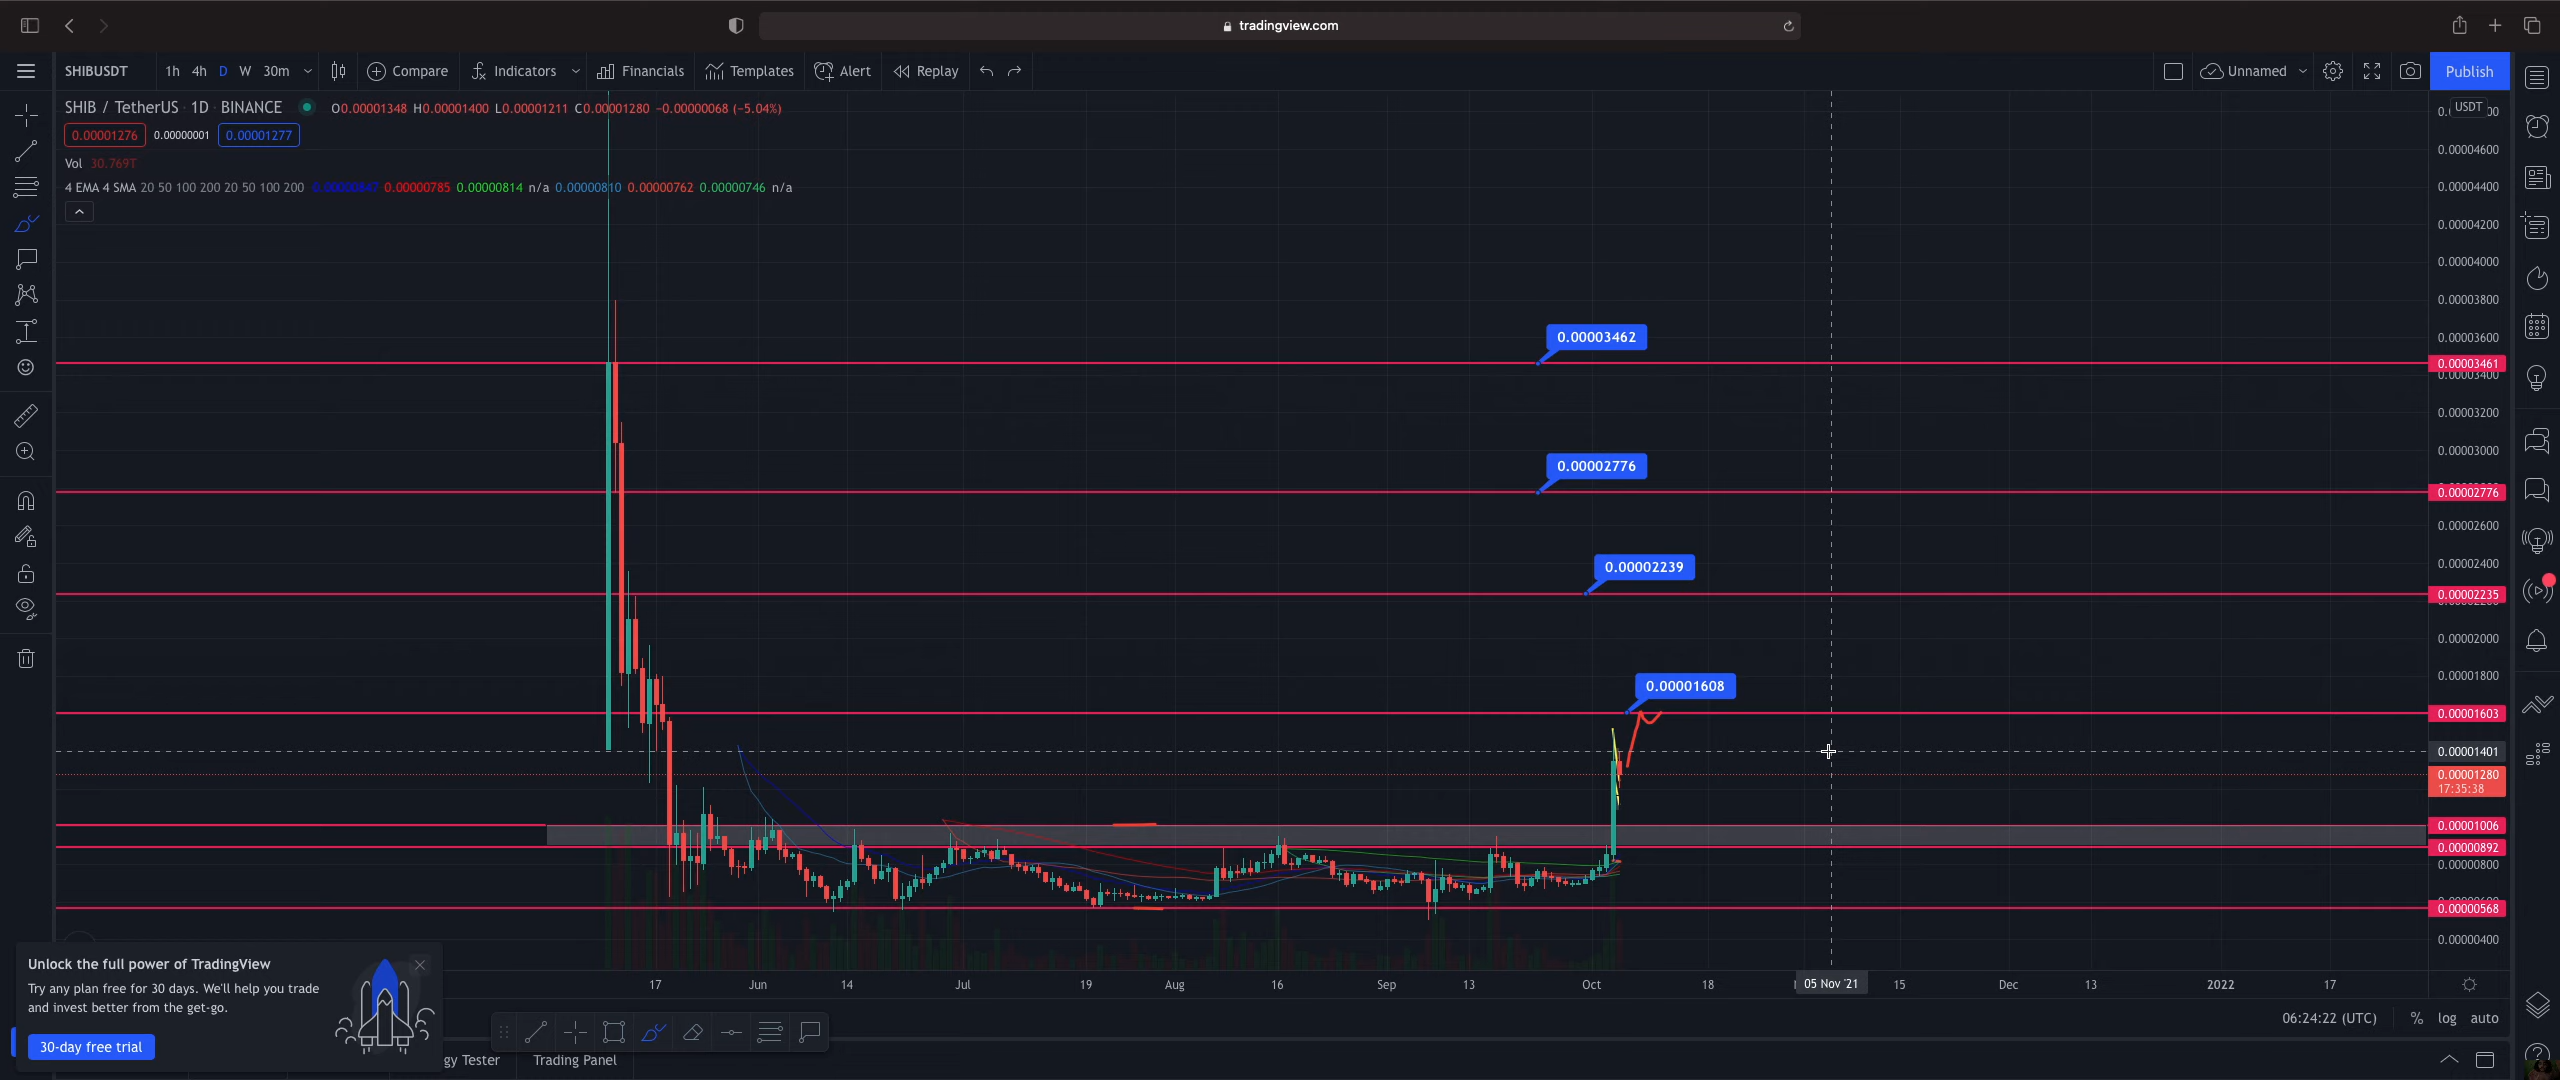 tradingview.com
SHIBUSDT 1h 4h D W 30m Compare Indicators Financials Templates Alert Replay Unnamed Publish
SHIB / TetherUS · 1D · BINANCE O0.00001348 H0.00001400 L0.00001211 C0.00001280 −0.00000068 (−5.04%)
0.00001276 0.00000001 0.00001277
Vol 30.769T
4 EMA 4 SMA 20 50 100 200 20 50 100 200 0.00000847 0.00000785 0.00000814 n/a 0.00000810 0.00000762 0.00000746 n/a
USDT
0.00004600
0.00004400
0.00004200
0.00004000
0.00003800
0.00003600
0.00003462
0.00003461
0.00003400
0.00003200
0.00003000
0.00002776
0.00002776
0.00002600
0.00002400
0.00002239
0.00002235
0.00002000
0.00001800
0.00001608
0.00001603
0.00001401
0.00001280
17:35:38
0.00001006
0.00000892
0.00000800
0.00000568
0.00000400
17 Jun 14 Jul 19 Aug 16 Sep 13 Oct 18 05 Nov '21 15 Dec 13 2022 17
Unlock the full power of TradingView
Try any plan free for 30 days. We'll help you trade
and invest better from the get-go.
30-day free trial
06:24:22 (UTC) % log auto
gy Tester Trading Panel